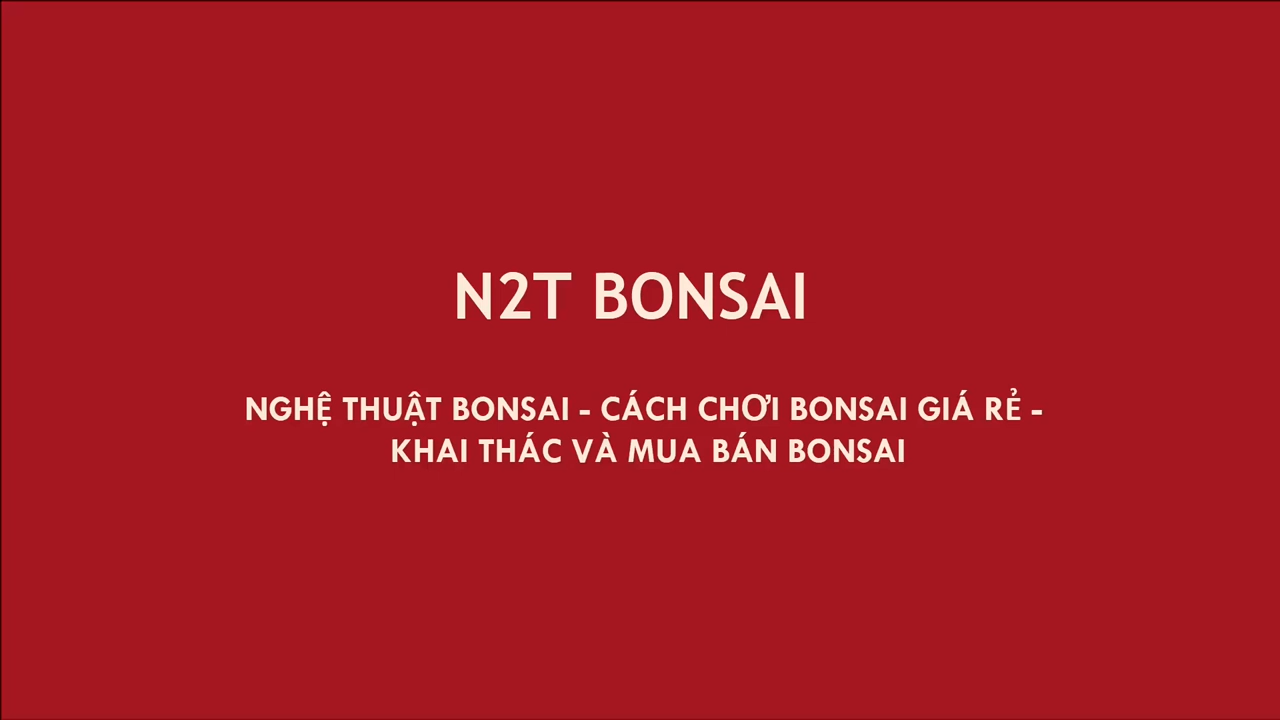 N2T BONSAI
NGHỆ THUẬT BONSAI - CÁCH CHƠI BONSAI GIÁ RẺ -
KHAI THÁC VÀ MUA BÁN BONSAI